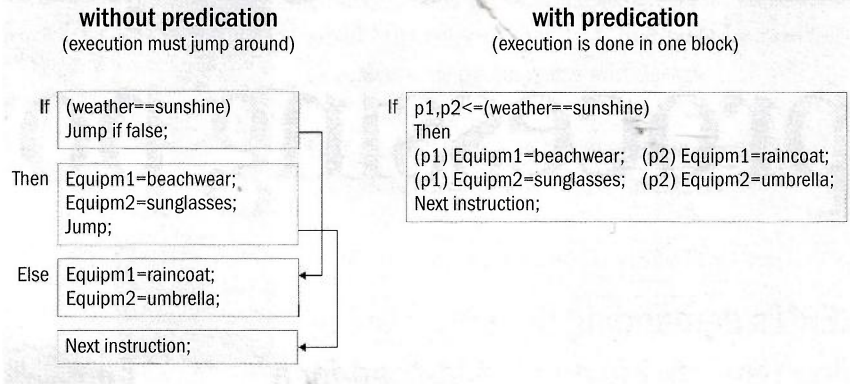 without predication
(execution must jump around)
If (weather==sunshine)
Jump if false;
Then Equipm1=beachwear;
Equipm2=sunglasses;
Jump;
Else Equipm1=raincoat;
Equipm2=umbrella;
Next instruction;
with predication
(execution is done in one block)
If p1,p2<=(weather==sunshine)
Then
(p1) Equipm1=beachwear; (p2) Equipm1=raincoat;
(p1) Equipm2=sunglasses; (p2) Equipm2=umbrella;
Next instruction;